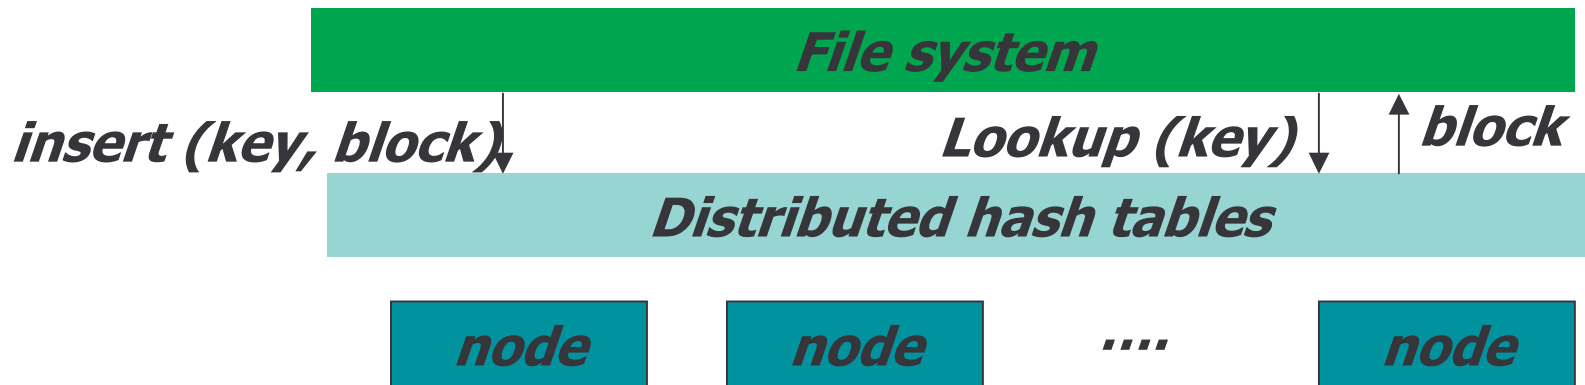 File system
insert (key, block)
Lookup (key)
block
Distributed hash tables
node
node
....
node